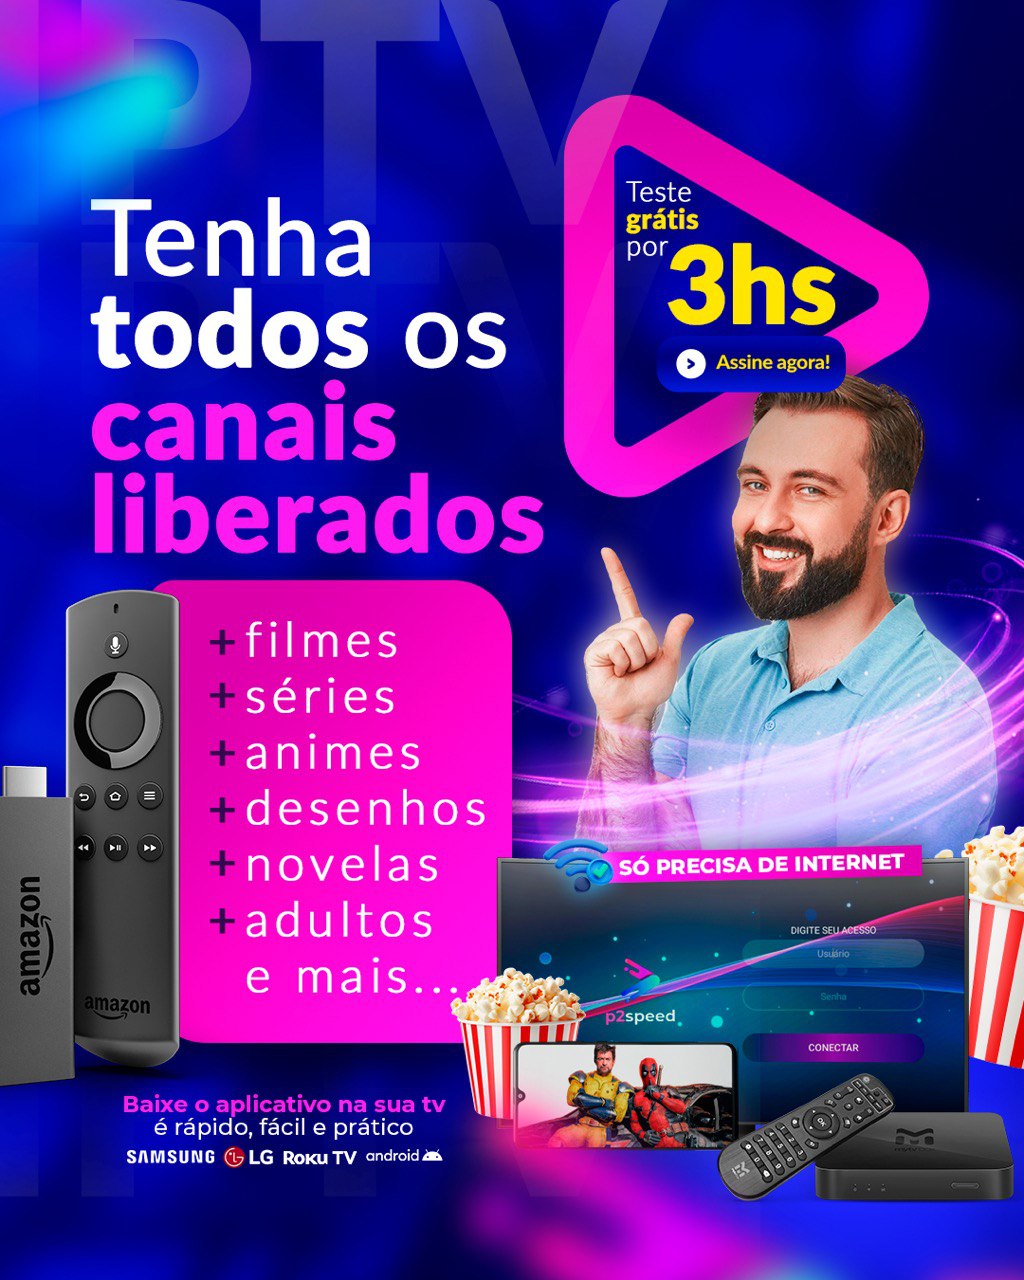 IPTV
IPTV
Teste
grátis
por
3hs
Assine agora!
Tenha
todos os
canais
liberados
+ filmes
+ séries
+ animes
+ desenhos
+ novelas
+ adultos
e mais...
amazon
amazon
SÓ PRECISA DE INTERNET
DIGITE SEU ACESSO
Usuário
Senha
CONECTAR
p2speed
Baixe o aplicativo na sua tv
é rápido, fácil e prático
SAMSUNG LG Roku TV android
IPTV